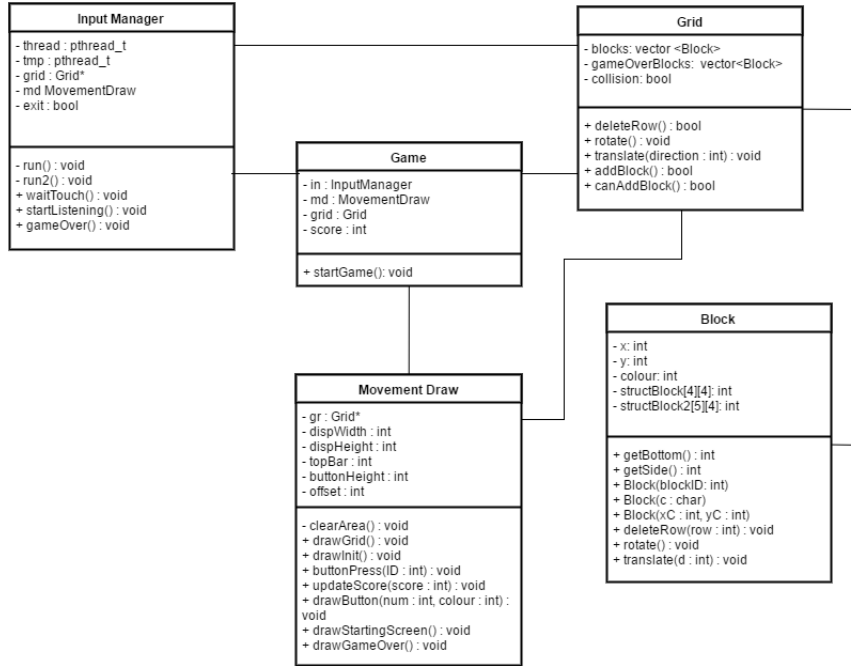 Input Manager
- thread : pthread_t
- tmp : pthread_t
- grid : Grid*
- md MovementDraw
- exit : bool
- run() : void
- run2() : void
+ waitTouch() : void
+ startListening() : void
+ gameOver() : void
Game
- in : InputManager
- md : MovementDraw
- grid : Grid
- score : int
+ startGame(): void
Grid
- blocks: vector <Block>
- gameOverBlocks: vector<Block>
- collision: bool
+ deleteRow() : bool
+ rotate() : void
+ translate(direction : int) : void
+ addBlock() : bool
+ canAddBlock() : bool
Movement Draw
- gr : Grid*
- dispWidth : int
- dispHeight : int
- topBar : int
- buttonHeight : int
- offset : int
- clearArea() : void
+ drawGrid() : void
+ drawInit() : void
+ buttonPress(ID : int) : void
+ updateScore(score : int) : void
+ drawButton(num : int, colour : int) :
void
+ drawStartingScreen() : void
+ drawGameOver() : void
Block
- x: int
- y: int
- colour: int
- structBlock[4][4]: int
- structBlock2[5][4]: int
+ getBottom() : int
+ getSide() : int
+ Block(blockID: int)
+ Block(c : char)
+ Block(xC : int, yC : int)
+ deleteRow(row : int) : void
+ rotate() : void
+ translate(d : int) : void